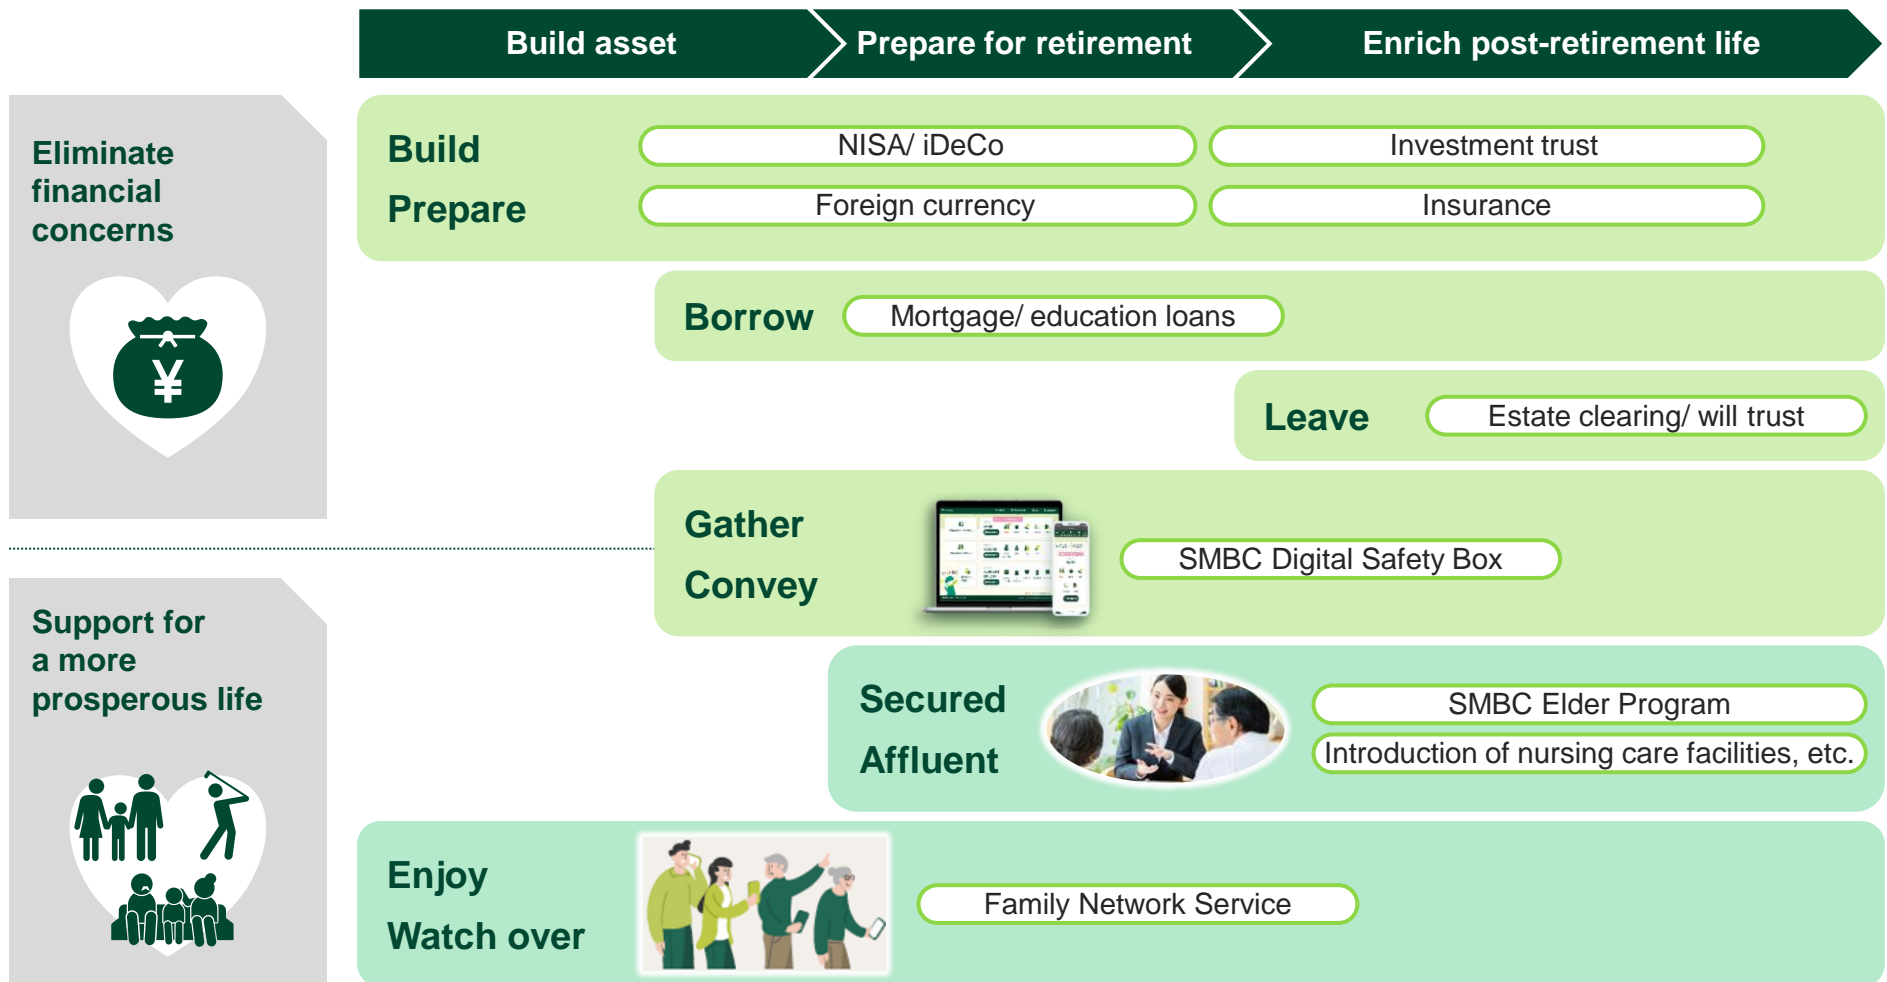 Build asset
Prepare for retirement
Enrich post-retirement life
Eliminate
financial
concerns
¥
Build
Prepare
NISA/ iDeCo
Investment trust
Foreign currency
Insurance
Borrow
Mortgage/ education loans
Leave
Estate clearing/ will trust
Gather
Convey
SMBC Digital Safety Box
Support for
a more
prosperous life
Secured
Affluent
SMBC Elder Program
Introduction of nursing care facilities, etc.
Enjoy
Watch over
Family Network Service